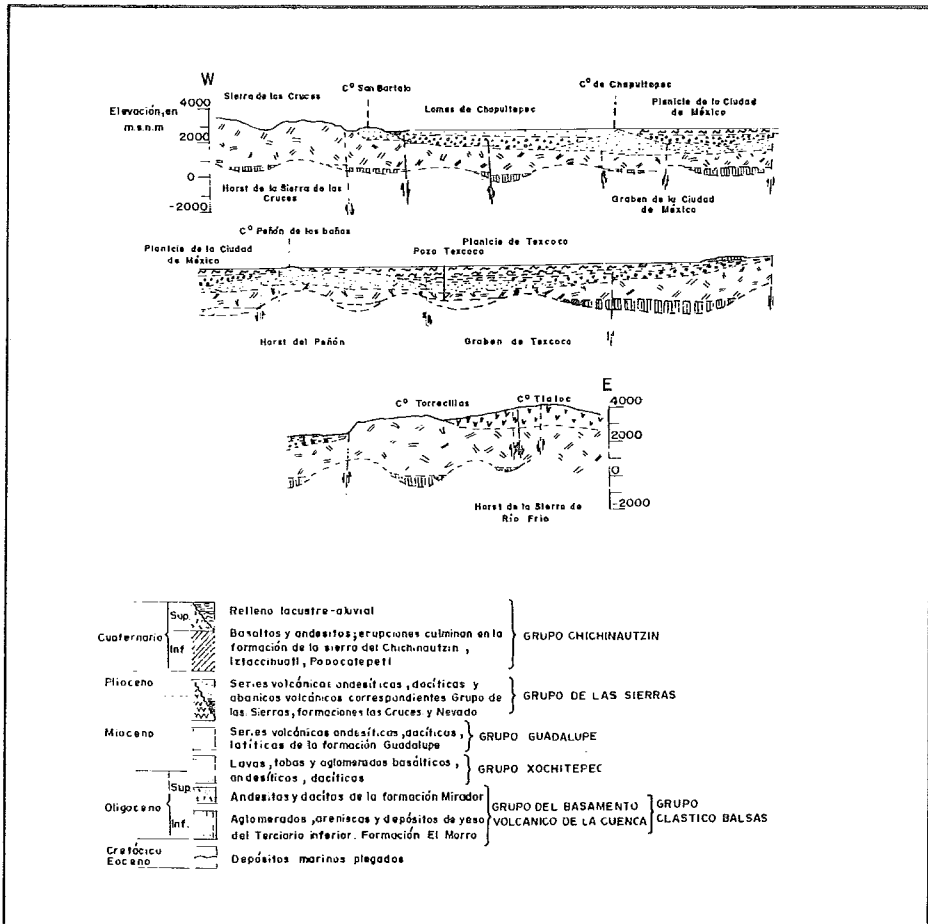 W
Sierra de las Cruces
C° San Bartolo
Lomas de Chapultepec
C° de Chapultepec
Planicie de la Ciudad
de México
Elevación, en
m.s.n.m
4000
2000
0
-2000
Horst de la Sierra de las
Cruces
Graben de la Ciudad
de México
C° Peñón de los baños
Planicie de la Ciudad
de México
Planicie de Texcoco
Pozo Texcoco
Horst del Peñón
Graben de Texcoco
E
C° Torrecillas
C° Tlaloc
4000
2000
0
-2000
Horst de la Sierra de
Río Frio
Cuaternario
Sup.
Relleno lacustre-aluvial
Inf
Basaltos y andesitas; erupciones culminan en la
formación de la sierra del Chichinautzin,
Iztaccihuatl, Popocatepetl
GRUPO CHICHINAUTZIN
Plioceno
Series volcánicas andesíticas, dacíticas y
abanicos volcánicos correspondientes Grupo de
las Sierras, formaciones las Cruces y Nevado
GRUPO DE LAS SIERRAS
Mioceno
Series volcánicas andesíticas, dacíticas,
latíticas de la formación Guadalupe
GRUPO GUADALUPE
Lavas, tobas y aglomerados basálticos,
andesíticos, dacíticas
GRUPO XOCHITEPEC
Oligoceno
Sup
Andesitas y dacitas de la formación Mirador
Inf.
Aglomerados, areniscas y depósitos de yeso
del Terciario inferior. Formación El Morro
GRUPO DEL BASAMENTO
VOLCANICO DE LA CUENCA
GRUPO
CLASTICO BALSAS
Cretácico
Eoceno
Depósitos marinos plegados